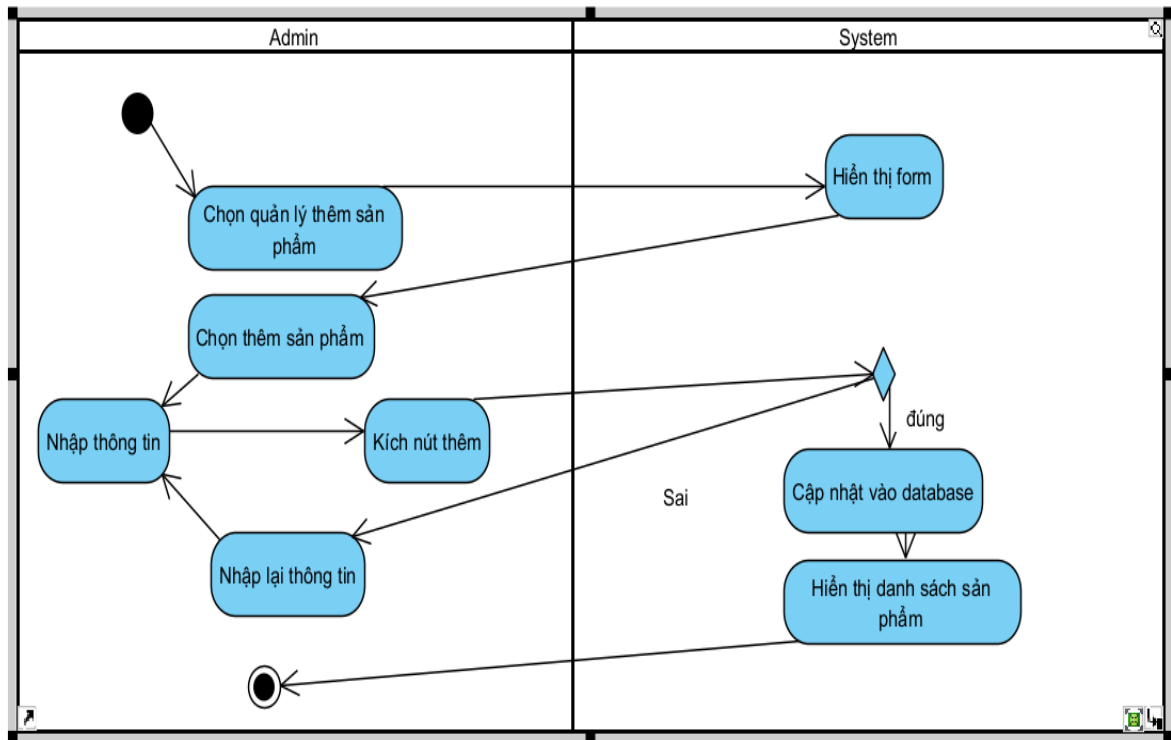 Admin
System
Hiển thị form
Chọn quản lý thêm sản
phẩm
Chọn thêm sản phẩm
đúng
Nhập thông tin
Kích nút thêm
Cập nhật vào database
Sai
Nhập lại thông tin
Hiển thị danh sách sản
phẩm